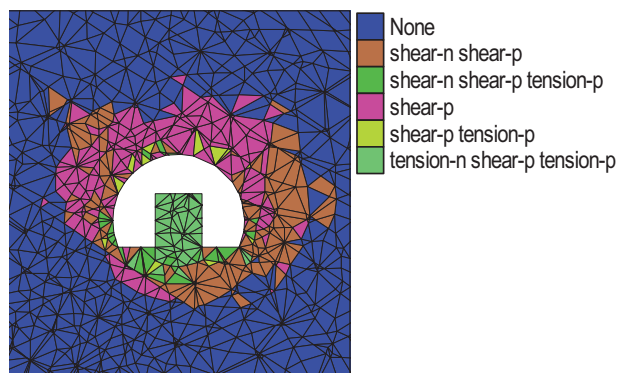 None
shear-n shear-p
shear-n shear-p tension-p
shear-p
shear-p tension-p
tension-n shear-p tension-p